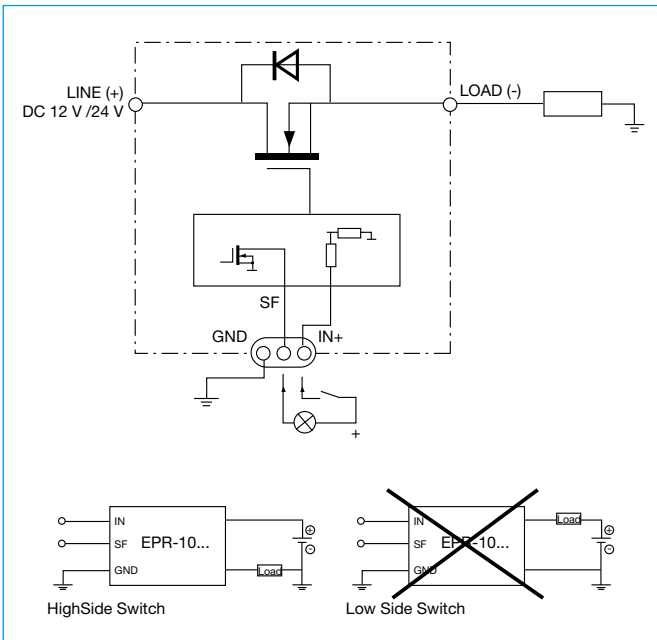 LINE (+)
DC 12 V /24 V
LOAD (-)
SF
GND
IN+
+
IN
SF
GND
EPR-10...
Load
+
-
HighSide Switch
IN
SF
GND
EPR-10...
Load
+
-
Low Side Switch